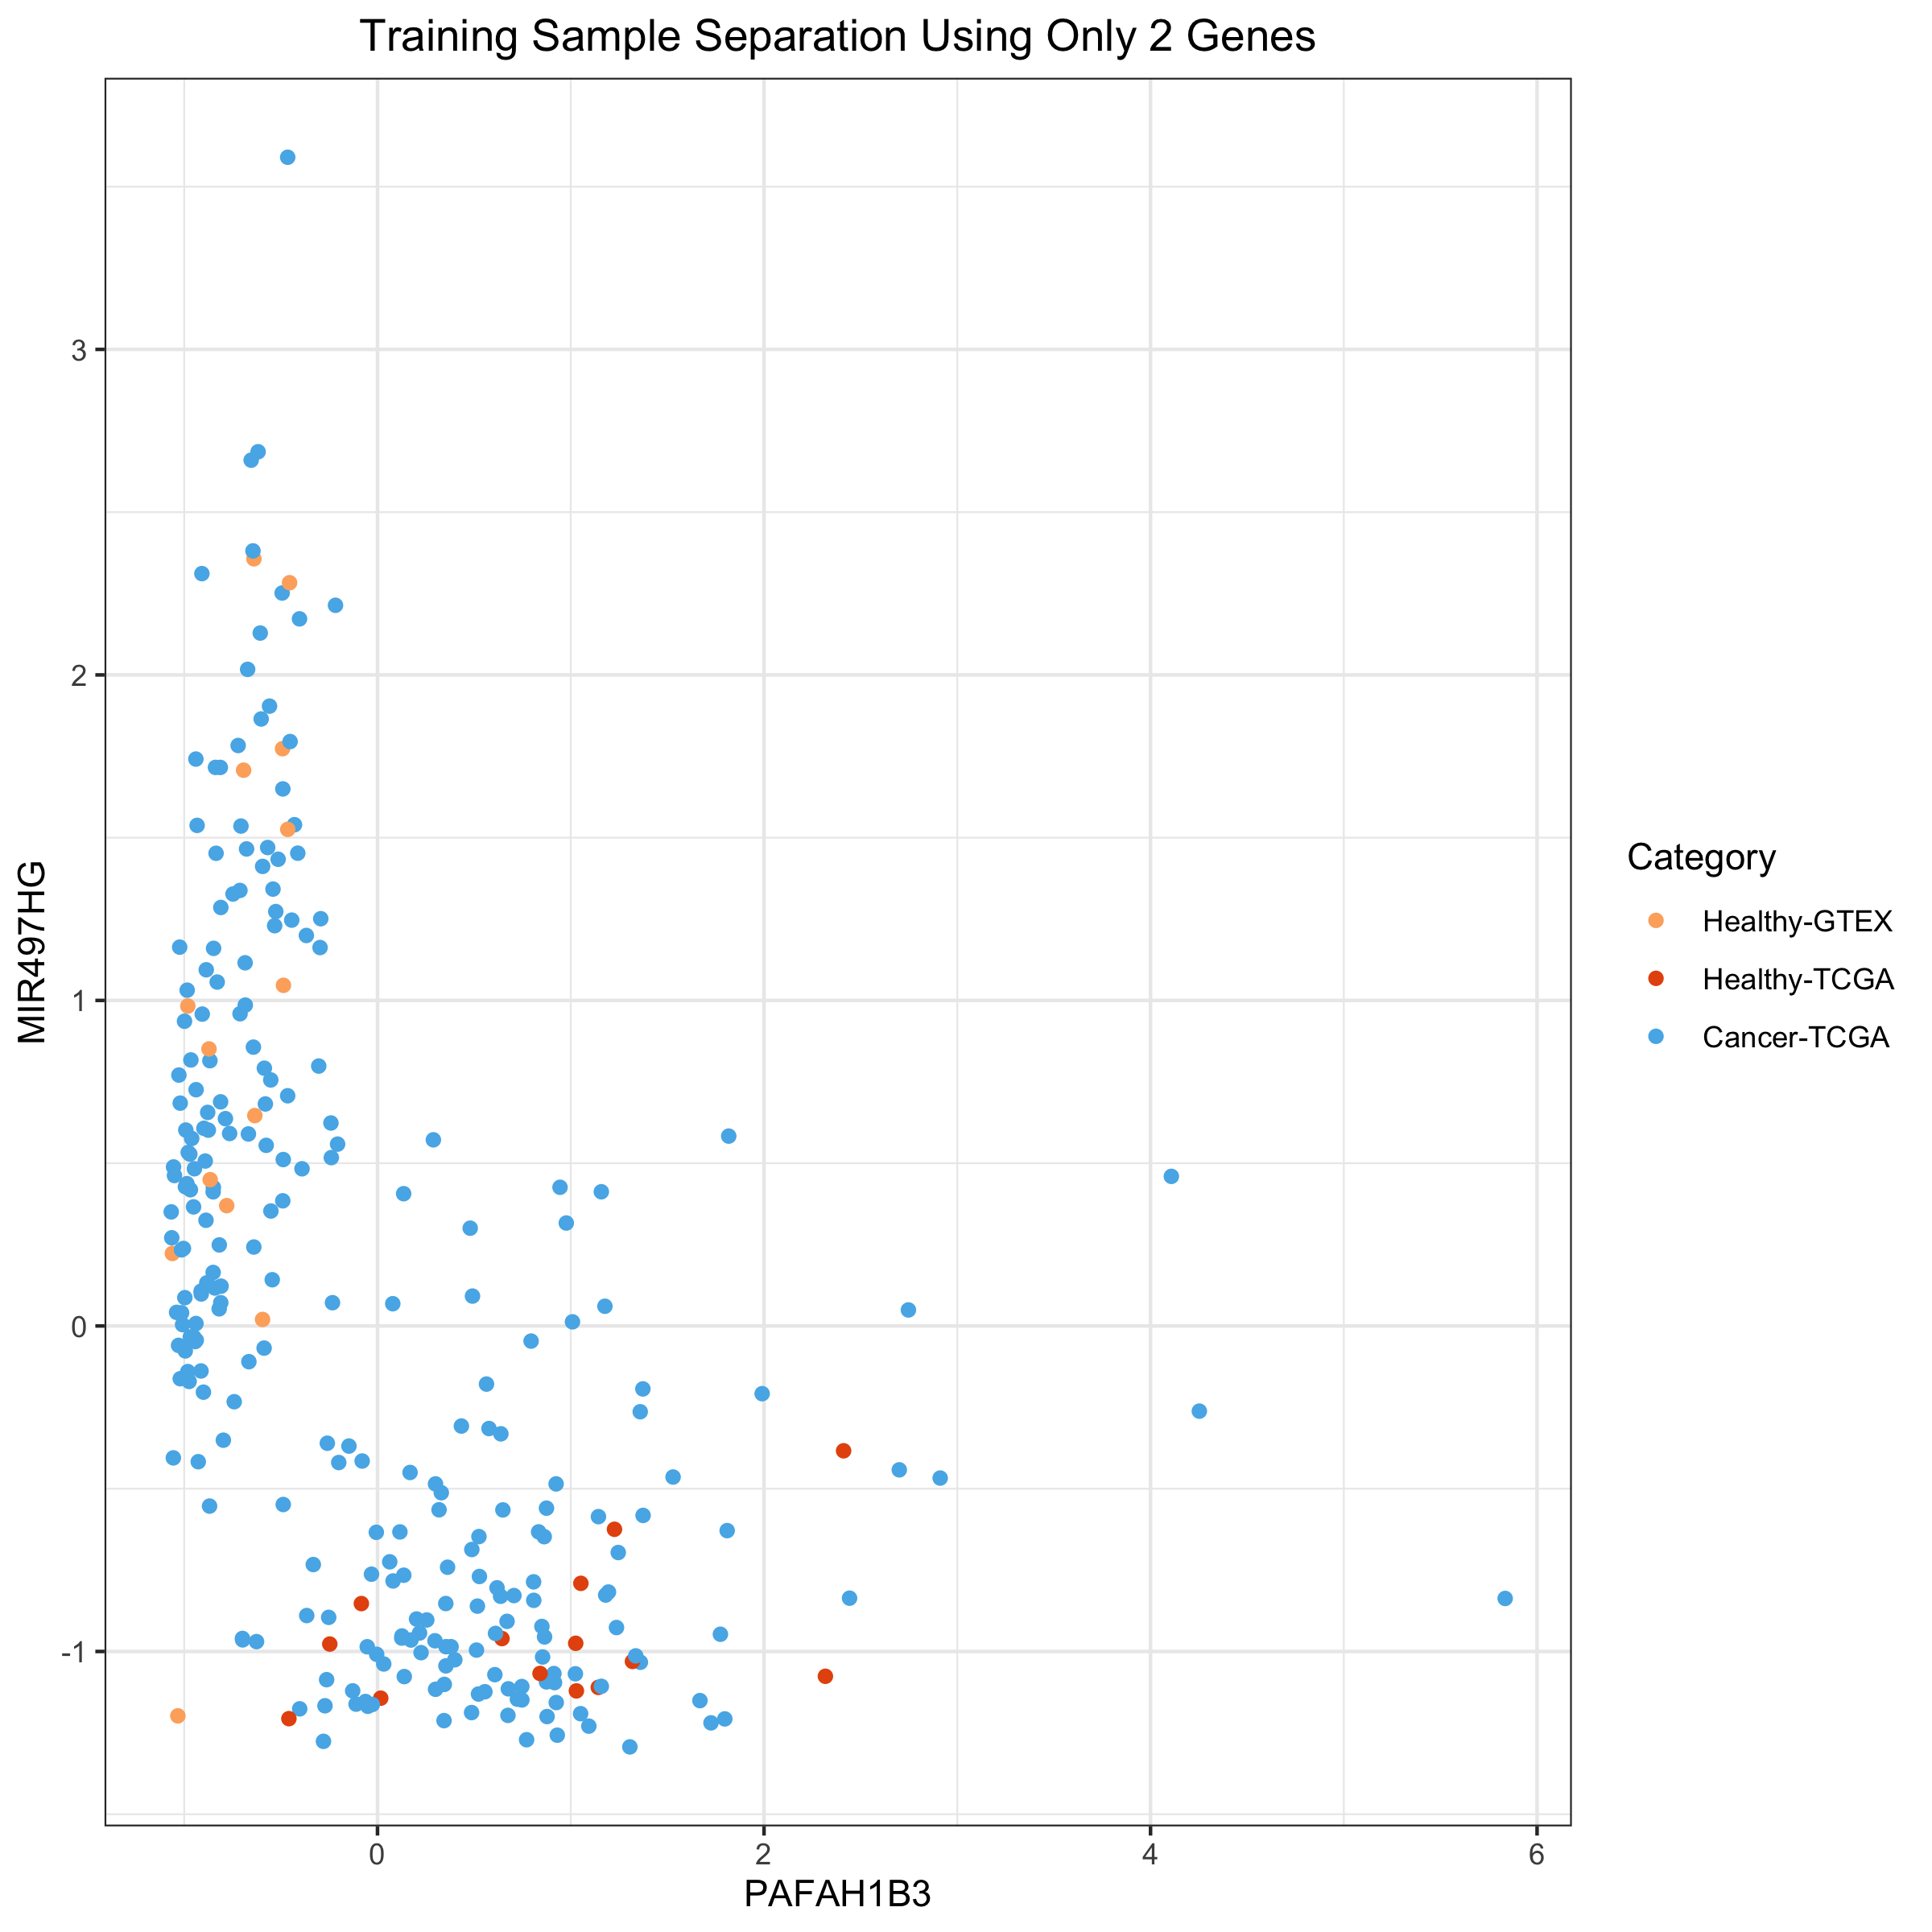 Training Sample Separation Using Only 2 Genes
3
2
1
0
-1
MIR497HG
0
2
4
6
PAFAH1B3
Category
Healthy-GTEX
Healthy-TCGA
Cancer-TCGA